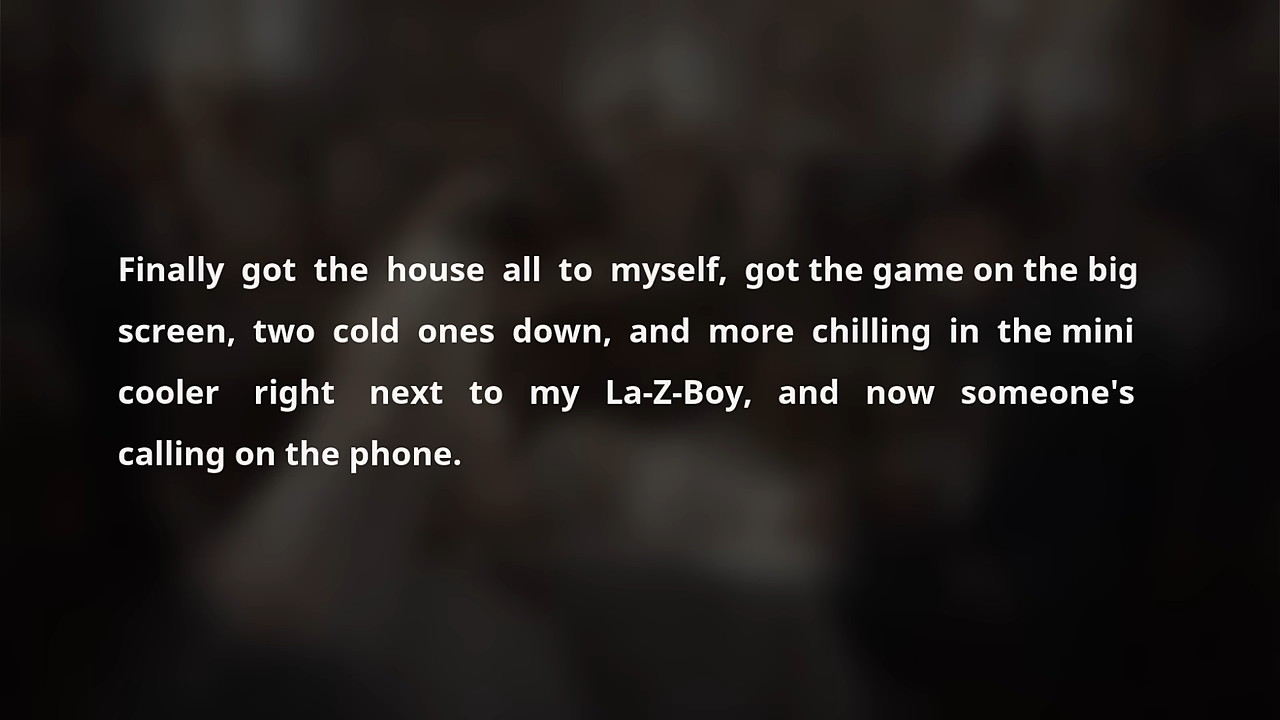 Finally got the house all to myself, got the game on the big
screen, two cold ones down, and more chilling in the mini
cooler right next to my La-Z-Boy, and now someone's
calling on the phone.